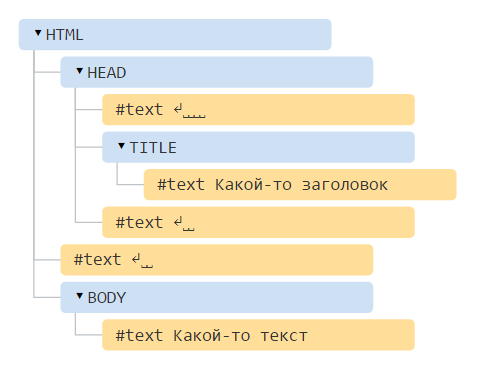 ▼ HTML
▼ HEAD
#text ↵␣␣␣␣
▼ TITLE
#text Какой-то заголовок
#text ↵␣␣
#text ↵␣␣
▼ BODY
#text Какой-то текст